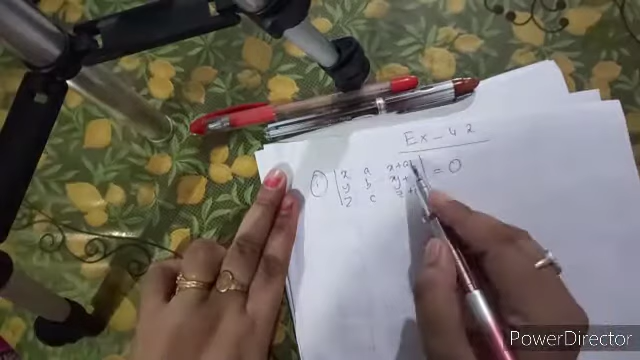 Ex - 4.2
① | x a x+a | = 0
y b
z c
PowerDirector